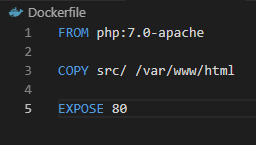 Dockerfile
1 FROM php:7.0-apache
2
3 COPY src/ /var/www/html
4
5 EXPOSE 80